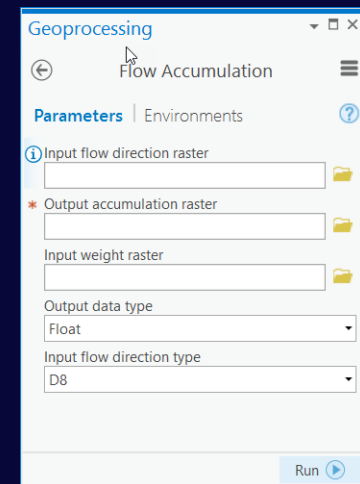 Geoprocessing
Flow Accumulation
Parameters | Environments
Input flow direction raster
* Output accumulation raster
Input weight raster
Output data type
Float
Input flow direction type
D8
Run